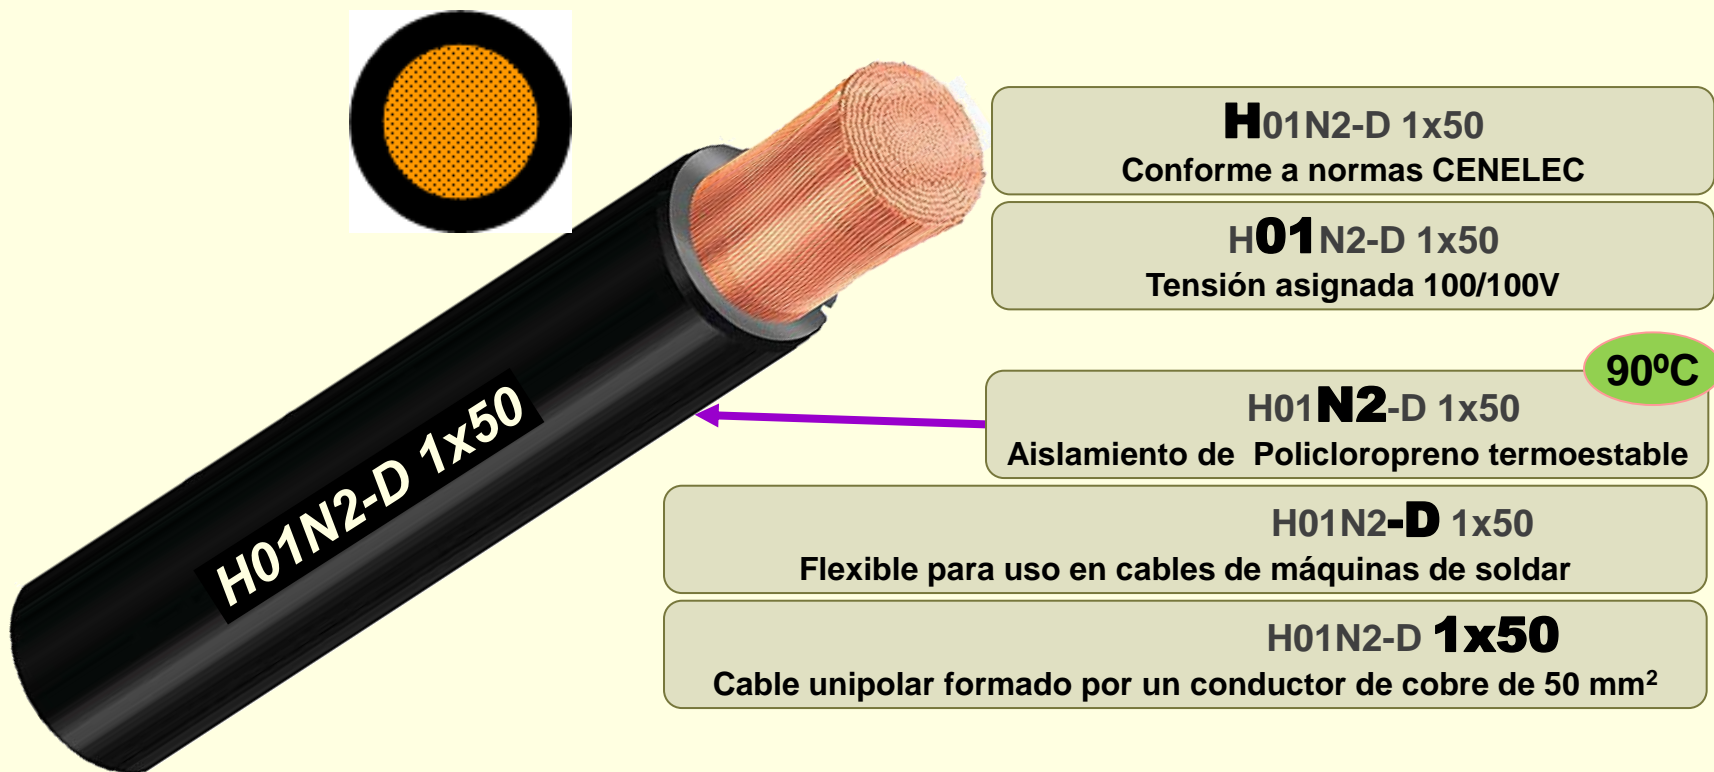 H01N2-D 1x50
Conforme a normas CENELEC
H01N2-D 1x50
Tensión asignada 100/100V
90ºC
H01N2-D 1x50
Aislamiento de Policloropreno termoestable
H01N2-D 1x50
H01N2-D 1x50
Flexible para uso en cables de máquinas de soldar
H01N2-D 1x50
Cable unipolar formado por un conductor de cobre de 50 mm²